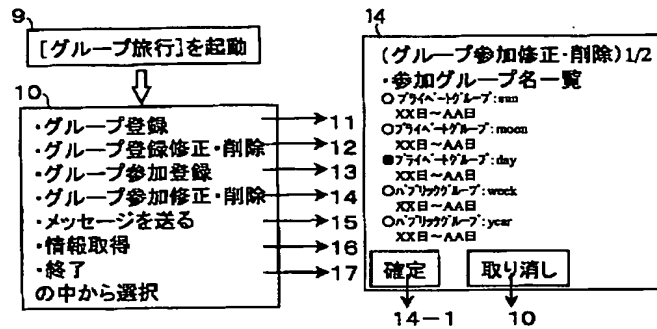 9
[グループ旅行]を起動
10
・グループ登録
11
・グループ登録修正・削除
12
・グループ参加登録
13
・グループ参加修正・削除
14
・メッセージを送る
15
・情報取得
16
・終了
17
の中から選択
14
(グループ参加修正・削除)1/2
・参加グループ名一覧
○プライベートグループ:sun
XX日～AA日
○プライベートグループ:moon
XX日～AA日
●プライベートグループ:day
XX日～AA日
○パブリックグループ:week
XX日～AA日
○パブリックグループ:year
XX日～AA日
確定
取り消し
14-1
10